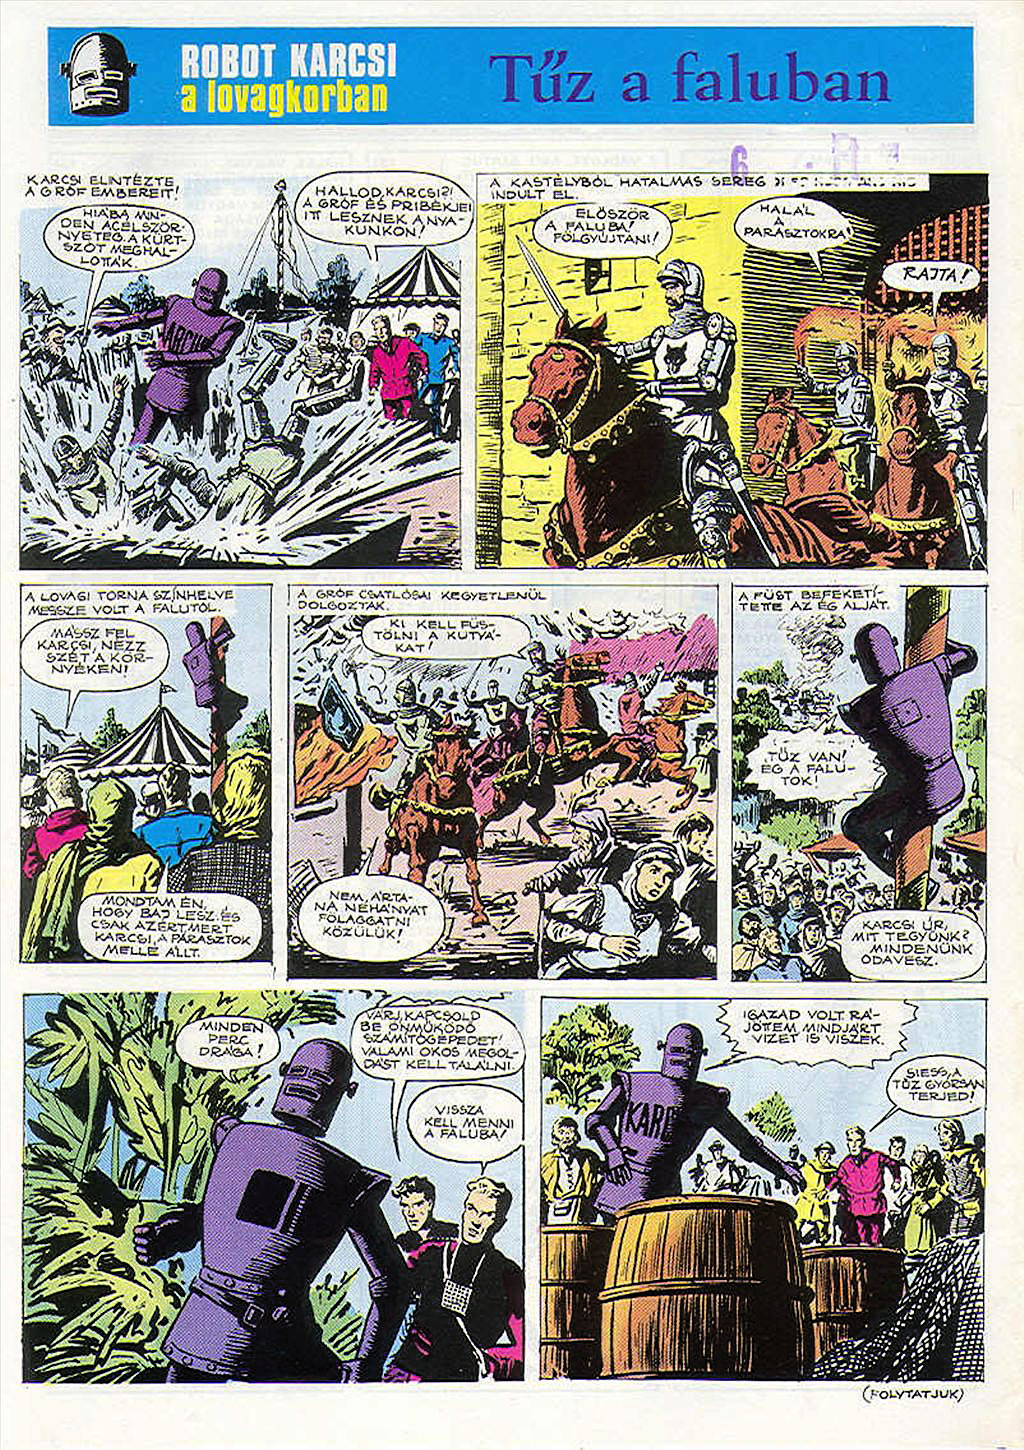 ROBOT KARCSI
a lovagkorban
Tűz a faluban
6
KARCSI ELINTÉZTE
A GRÓF EMBEREIT!
HIÁBA MIN-
DEN ACÉLSZÖR-
NYETEG. A KÜRT-
SZÓT MEGHAL-
LOTTÁK.
HALLOD, KARCSI?!
A GRÓF ÉS PRIBÉKJEI
ITT LESZNEK A NYA-
KUNKON!
KARCSI
A KASTÉLYBÓL HATALMAS SEREG
INDULT EL.
ELŐSZÖR
A FALUBA!
FÖLGYÚJTANI!
HALÁL
A
PARASZTOKRA!
RAJTA!
A LOVAGI TORNA SZÍNHELYE
MESSZE VOLT A FALUTÓL.
MÁSSZ FEL
KARCSI, NÉZZ
SZÉT A KÖR-
NYÉKEN!
MONDTAM ÉN,
HOGY BAJ LESZ. ÉS
CSAK AZÉRT MERT
KARCSI, A PARASZTOK
MELLÉ ÁLLT.
A GRÓF CSATLÓSAI KEGYETLENÜL
DOLGOZTAK.
KI KELL FÜS-
TÖLNI A KUTYÁ-
KAT!
NEM ÁRTA-
NA NÉHÁNYAT
FÖLAGGATNI
KÖZÜLÜK!
A FÜST BEFEKETÍ-
TETTE AZ ÉG ALJÁT.
TŰZ VAN!
ÉG A FALU-
TOK!
KARCSI ÚR,
MIT TEGYÜNK?
MINDENÜNK
ODAVESZ.
MINDEN
PERC
DRÁGA!
VÁRJ, KAPCSOLD
BE ÖNMŰKÖDŐ
SZÁMÍTÓGÉPEDET!
VALAMI OKOS MEGOL-
DÁST KELL TALÁLNI.
VISSZA
KELL MENNI
A FALUBA!
IGAZAD VOLT RÁ-
JÖTTEM MINDJÁRT
VIZET IS VISZEK.
SIESS, A
TŰZ GYORSAN
TERJED!
KARC
(FOLYTATJUK)